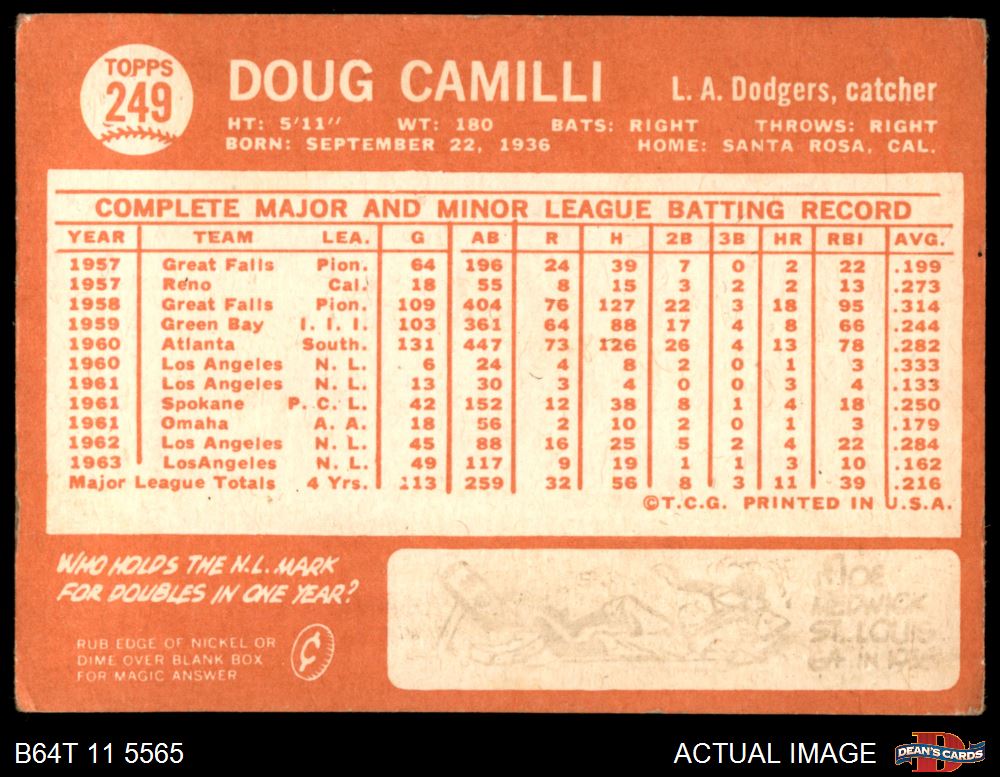 TOPPS
249
DOUG CAMILLI
L. A. Dodgers, catcher
HT: 5'11" WT: 180 BATS: RIGHT THROWS: RIGHT
BORN: SEPTEMBER 22, 1936 HOME: SANTA ROSA, CAL.
COMPLETE MAJOR AND MINOR LEAGUE BATTING RECORD
YEAR TEAM LEA. G AB R H 2B 3B HR RBI AVG.
1957 Great Falls Pion. 64 196 24 39 7 0 2 22 .199
1957 Reno Cal. 18 55 8 15 3 2 2 13 .273
1958 Great Falls Pion. 109 404 76 127 22 3 18 95 .314
1959 Green Bay I. I. I. 103 361 64 88 17 4 8 66 .244
1960 Atlanta South. 131 447 73 126 26 4 13 78 .282
1960 Los Angeles N. L. 6 24 4 8 2 0 1 3 .333
1961 Los Angeles N. L. 13 30 3 4 0 0 3 4 .133
1961 Spokane P. C. L. 42 152 12 38 8 1 4 18 .250
1961 Omaha A. A. 18 56 2 10 2 0 1 3 .179
1962 Los Angeles N. L. 45 88 16 25 5 2 4 22 .284
1963 LosAngeles N. L. 49 117 9 19 1 1 3 10 .162
Major League Totals 4 Yrs. 113 259 32 56 8 3 11 39 .216
©T.C.G. PRINTED IN U.S.A.
WHO HOLDS THE N.L. MARK
FOR DOUBLES IN ONE YEAR?
RUB EDGE OF NICKEL OR
DIME OVER BLANK BOX
FOR MAGIC ANSWER
JOE
MEDWICK
ST. LOUIS
64 IN
B64T 11 5565
ACTUAL IMAGE
DEAN'S CARDS